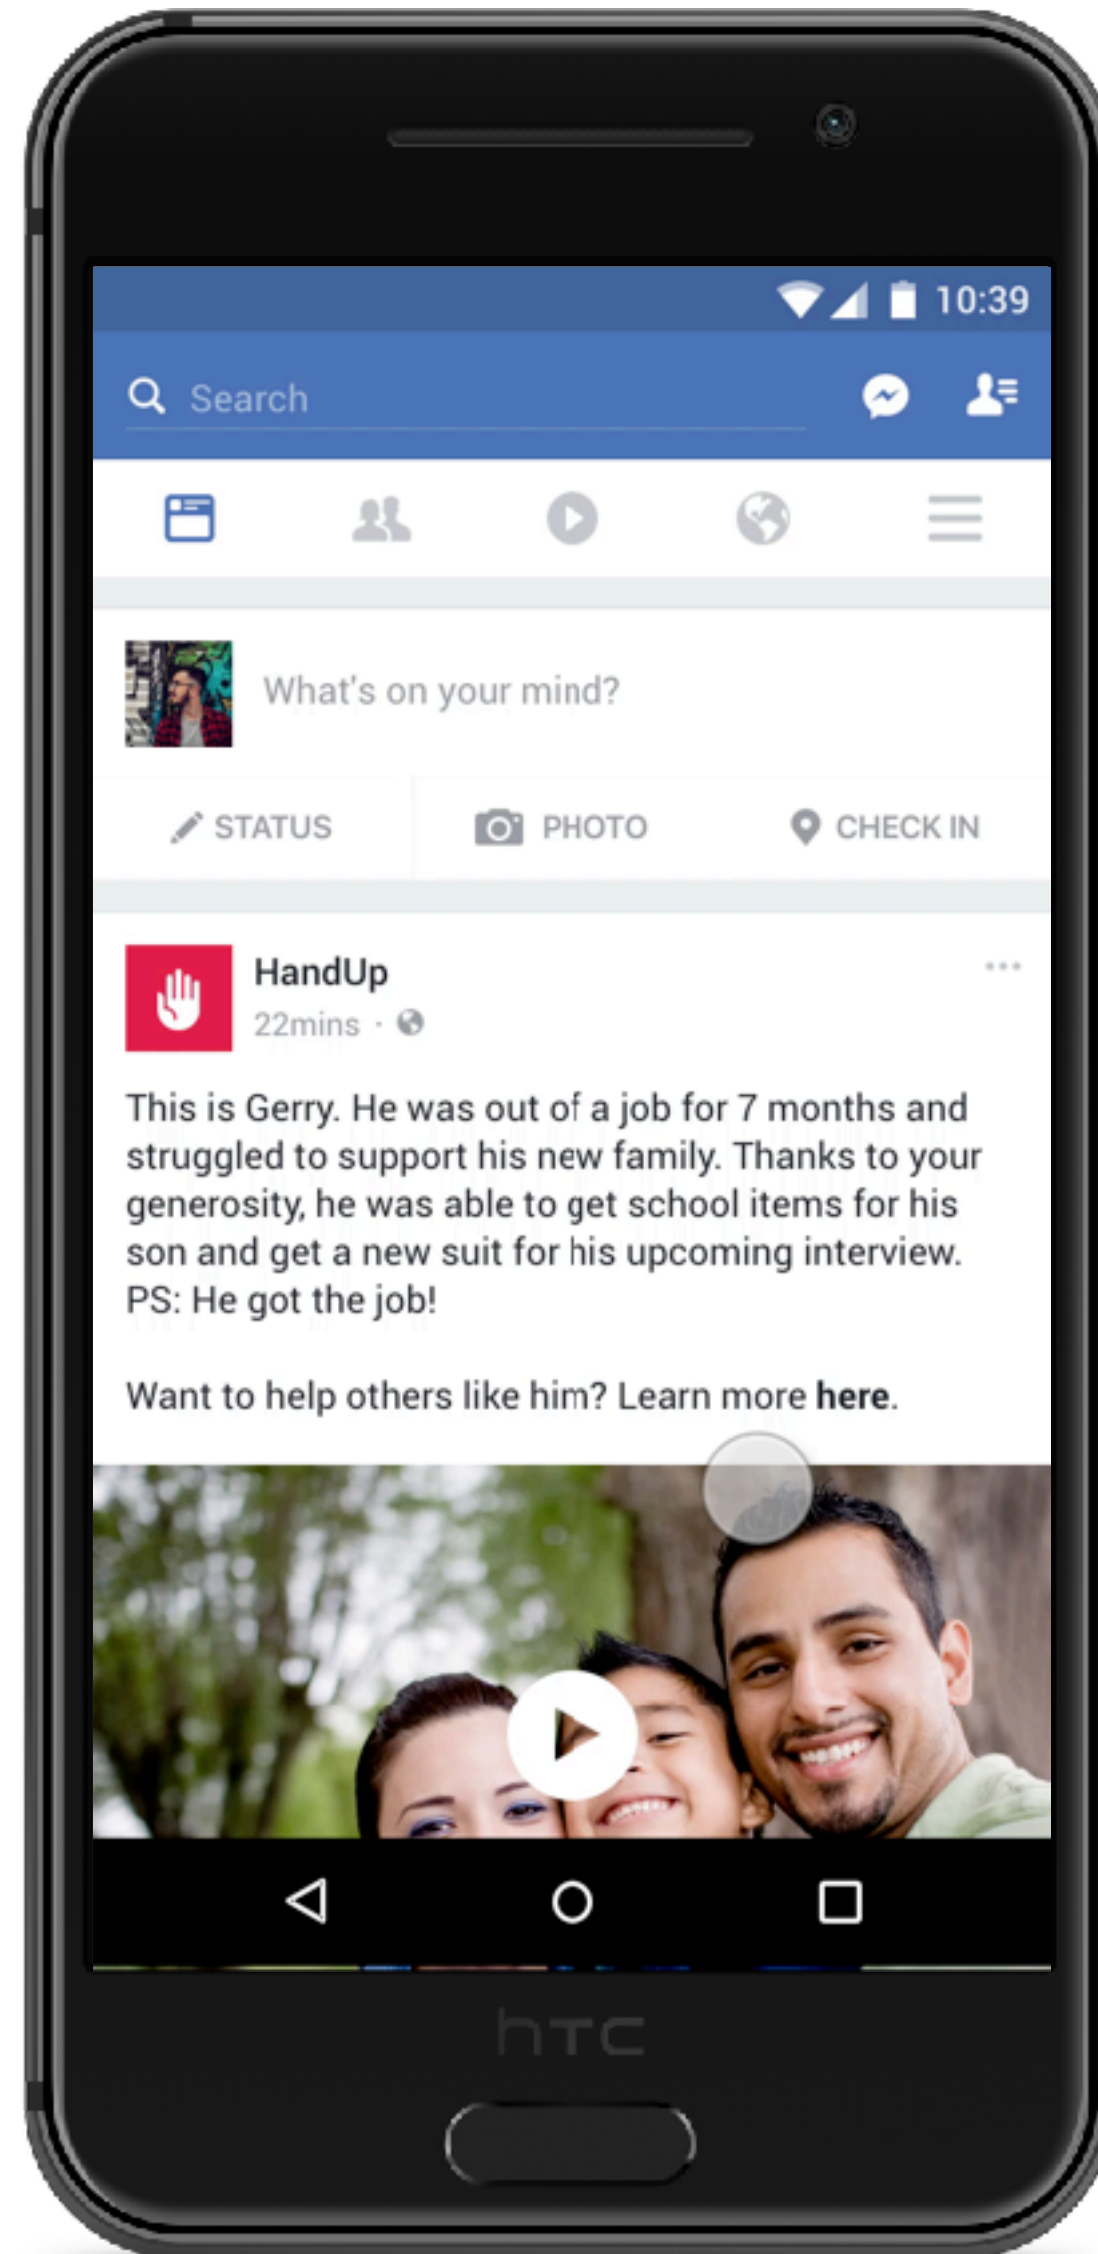 10:39
Search
What's on your mind?
STATUS PHOTO CHECK IN
HandUp
22mins ·
This is Gerry. He was out of a job for 7 months and
struggled to support his new family. Thanks to your
generosity, he was able to get school items for his
son and get a new suit for his upcoming interview.
PS: He got the job!
Want to help others like him? Learn more here.
hTC